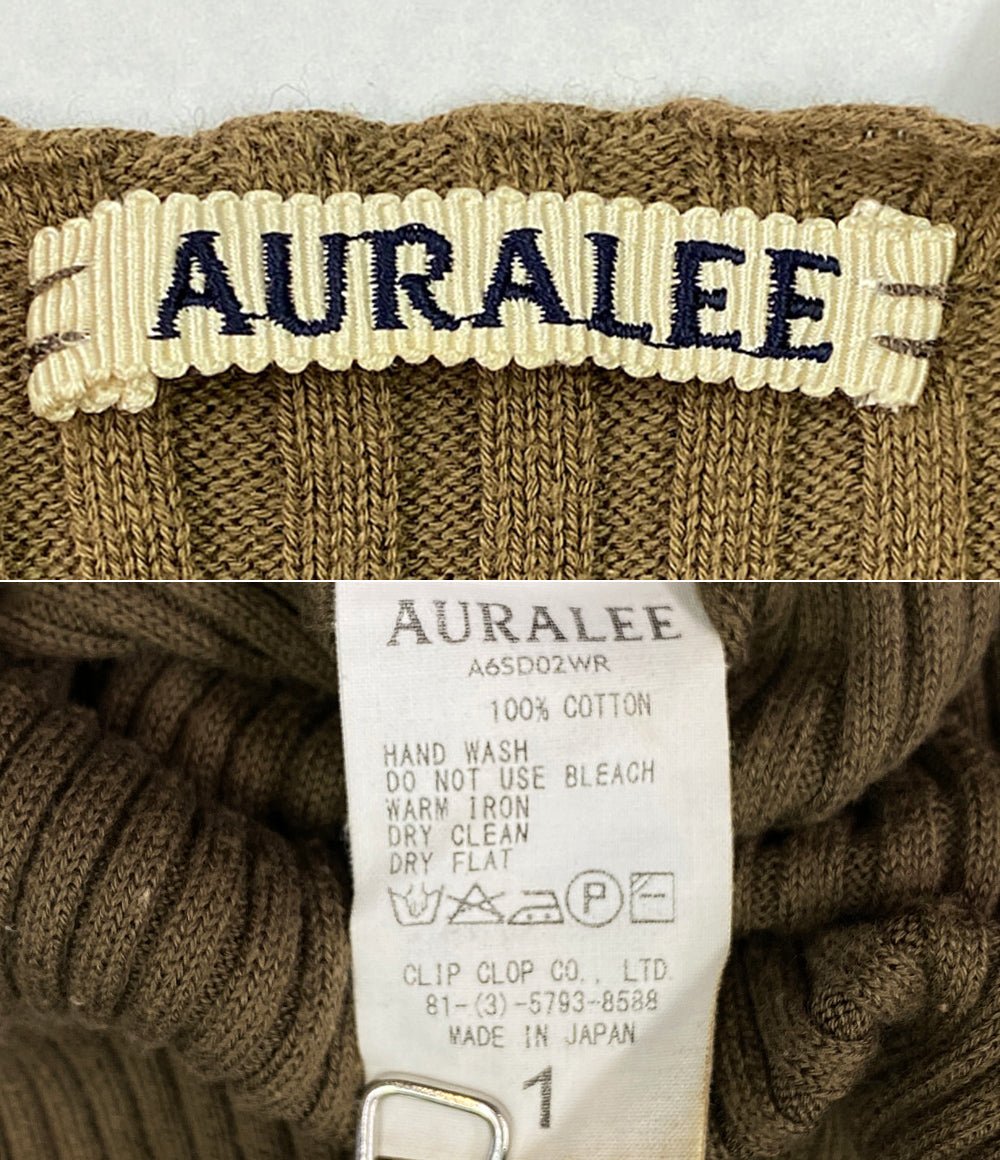 AURALEE
AURALEE
A6SD02WR
100% COTTON
HAND WASH
DO NOT USE BLEACH
WARM IRON
DRY CLEAN
DRY FLAT
P
CLIP CLOP CO., LTD.
81-(3)-5793-8588
MADE IN JAPAN
1